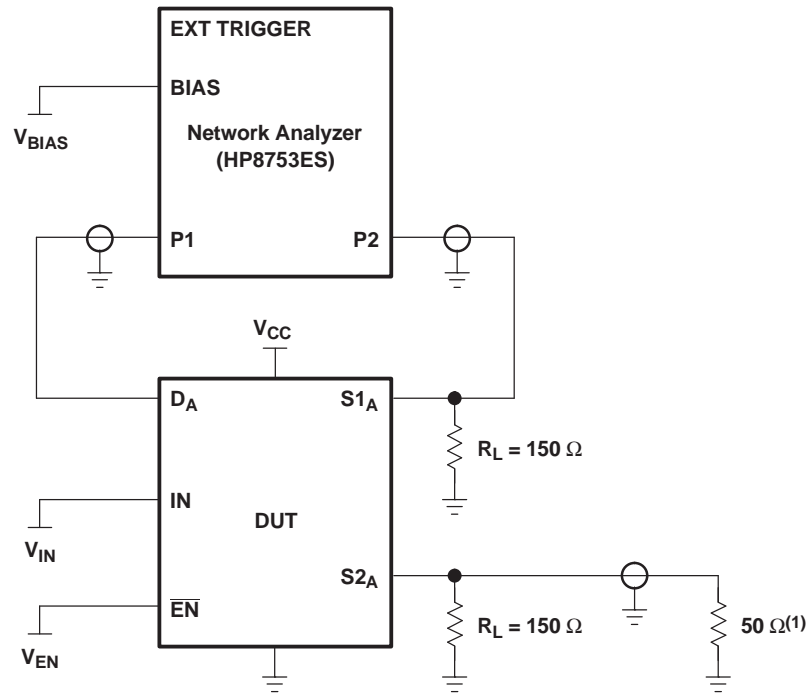 EXT TRIGGER
BIAS
V_BIAS
Network Analyzer
(HP8753ES)
P1
P2
V_CC
D_A
S1_A
R_L = 150 Ω
IN
DUT
V_IN
S2_A
E̅N̅
R_L = 150 Ω
50 Ω(1)
V_EN